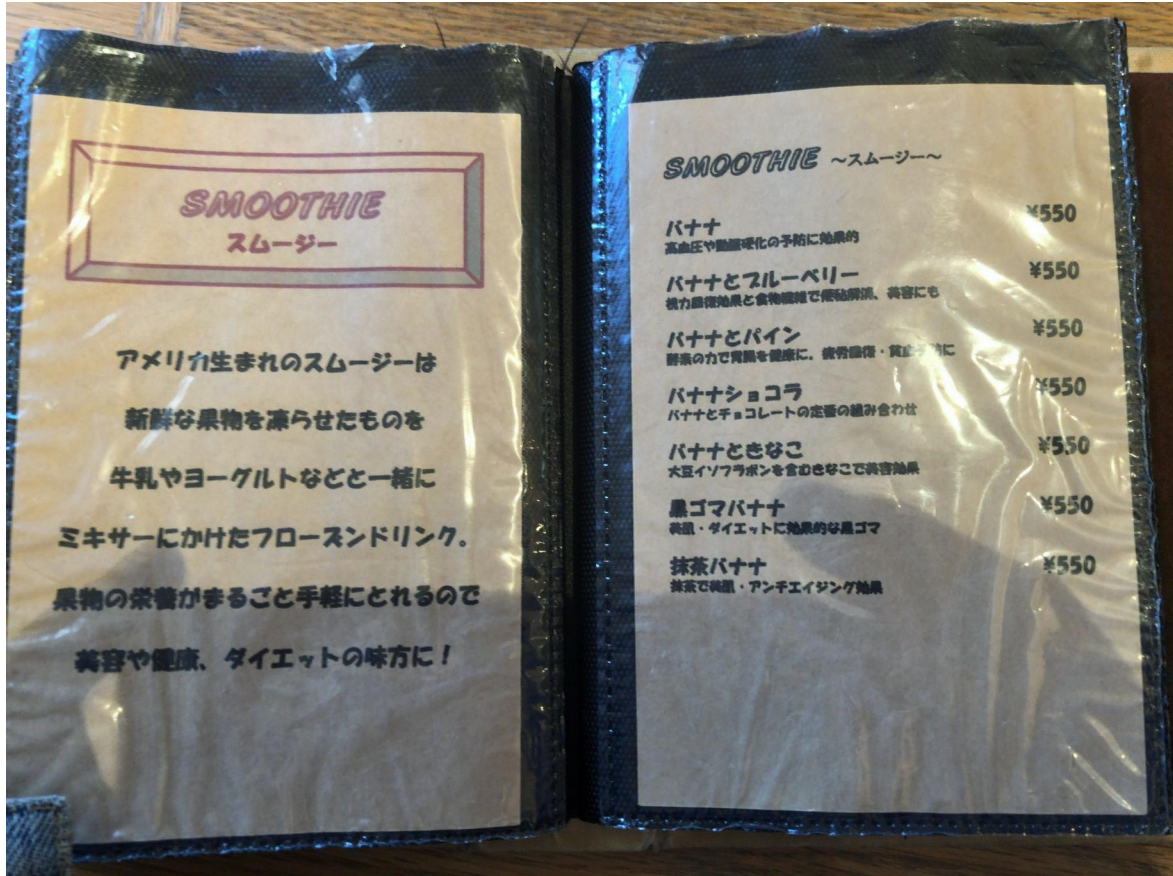 SMOOTHIE
スムージー
アメリカ生まれのスムージーは
新鮮な果物を凍らせたものを
牛乳やヨーグルトなどと一緒に
ミキサーにかけたフローズンドリンク。
果物の栄養がまるごと手軽にとれるので
美容や健康、ダイエットの味方に!
SMOOTHIE ~スムージー~
バナナ ¥550
高血圧や動脈硬化の予防に効果的
バナナとブルーベリー ¥550
視力回復効果と食物繊維で便秘解消、美容にも
バナナとパイン ¥550
酵素の力で胃腸を健康に、疲労回復・貧血予防に
バナナショコラ ¥550
バナナとチョコレートの定番の組み合わせ
バナナときなこ ¥550
大豆イソフラボンを含むきなこで美容効果
黒ゴマバナナ ¥550
美肌・ダイエットに効果的な黒ゴマ
抹茶バナナ ¥550
抹茶で美肌・アンチエイジング効果